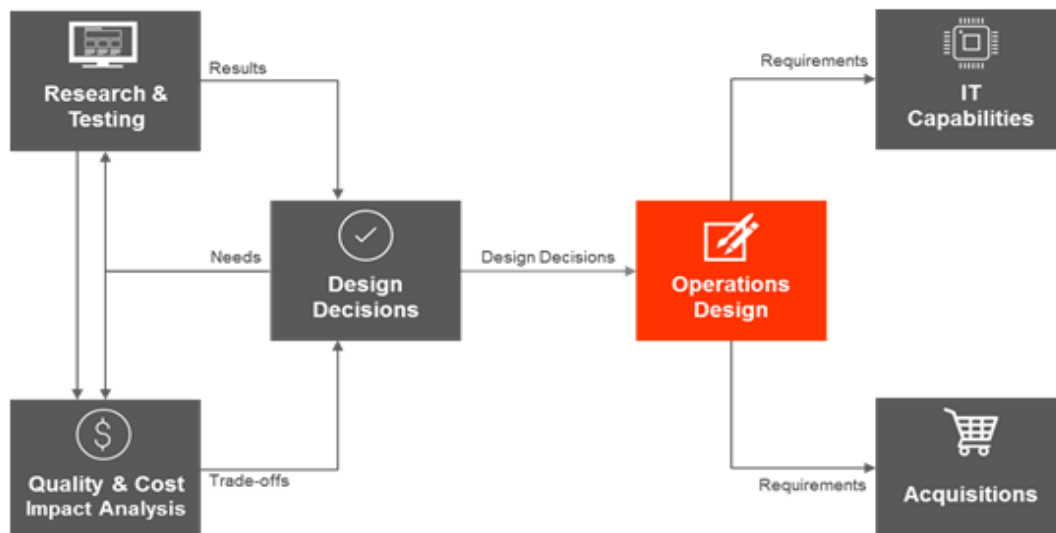 Research &
Testing
Results
Requirements
IT
Capabilities
Needs
Design
Decisions
Design Decisions
Operations
Design
$
Quality & Cost
Impact Analysis
Trade-offs
Requirements
Acquisitions